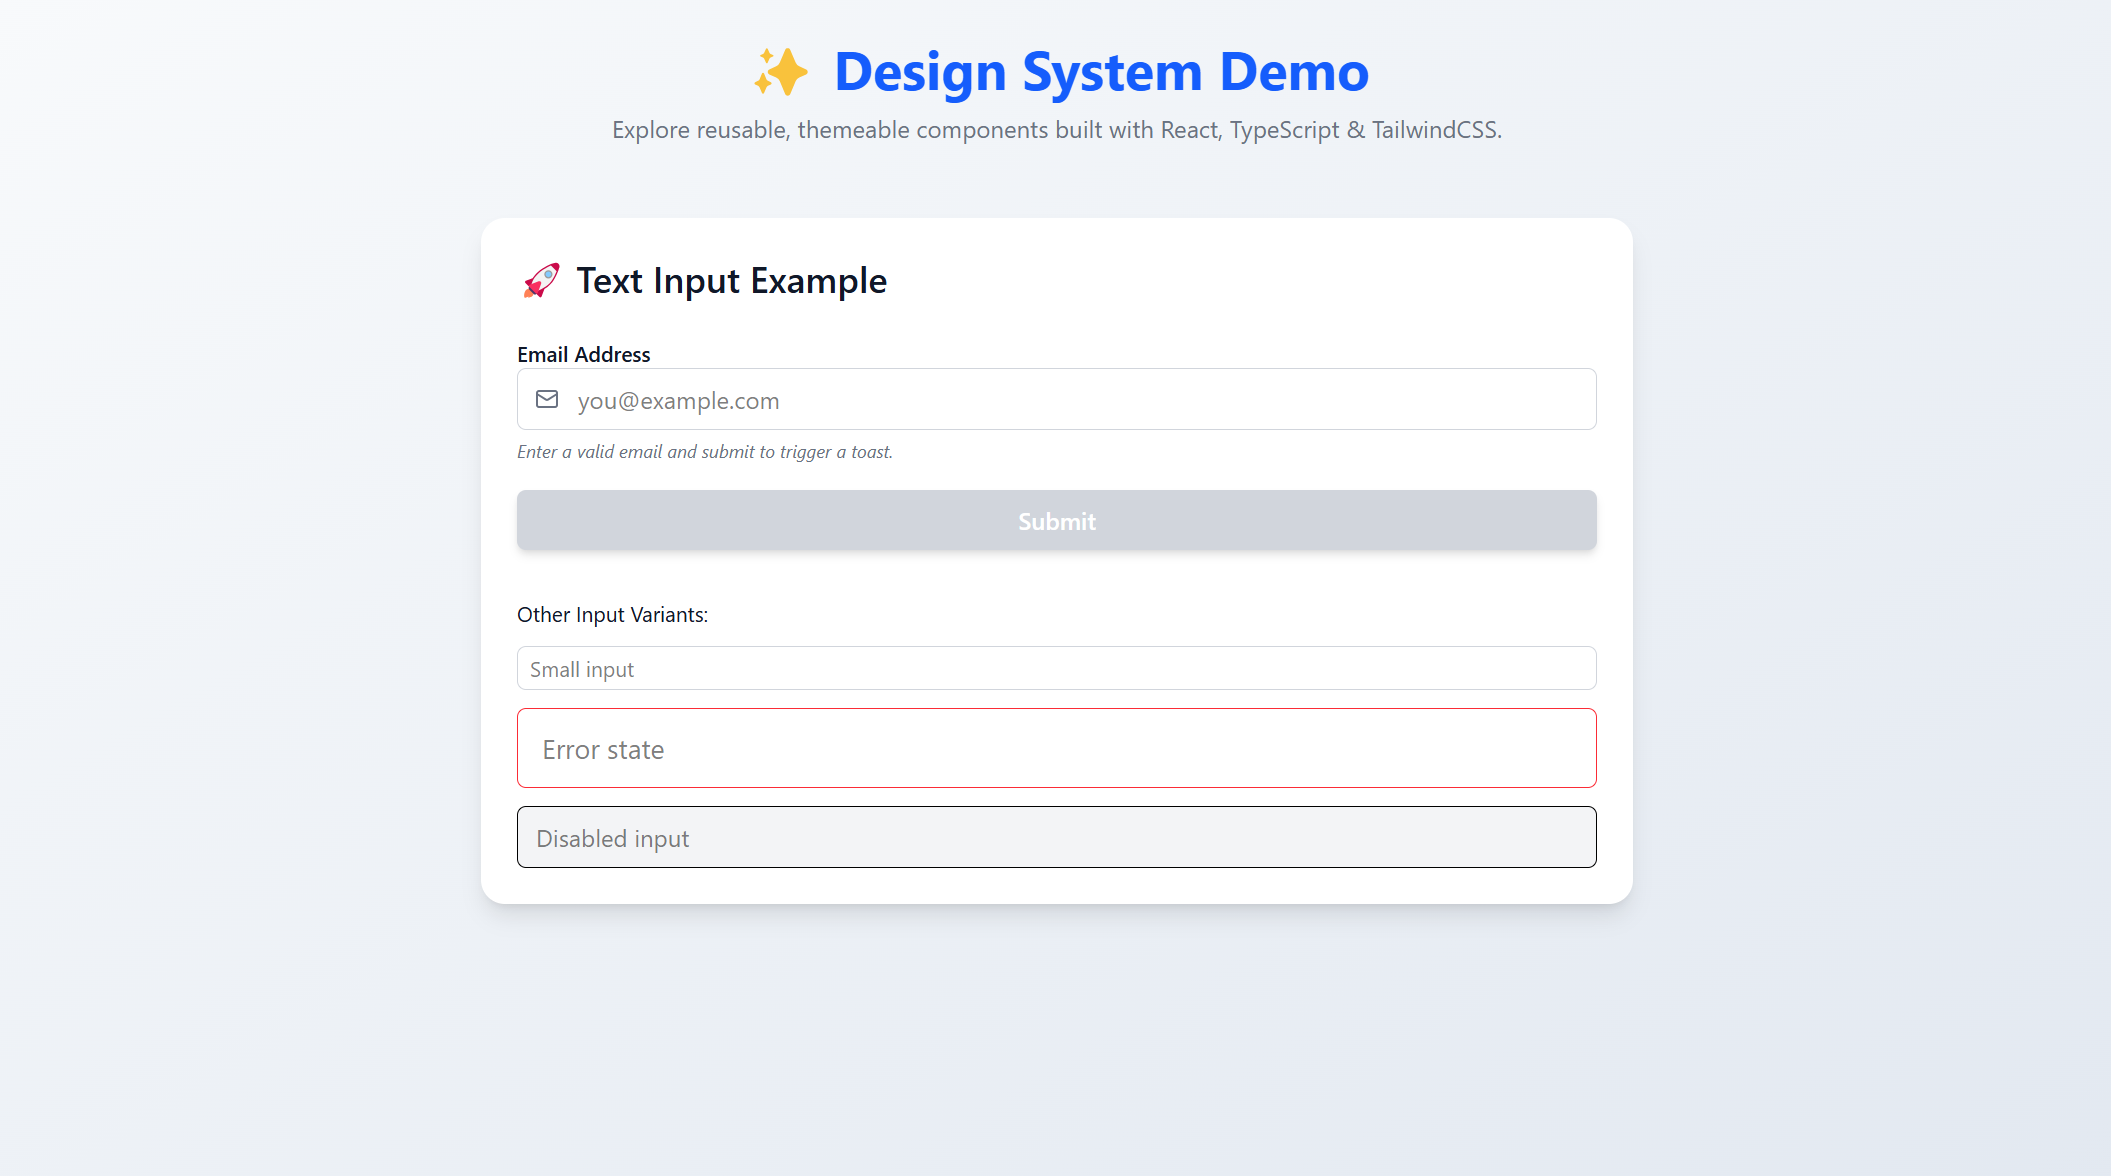 ✨ Design System Demo
Explore reusable, themeable components built with React, TypeScript & TailwindCSS.
🚀 Text Input Example
Email Address
you@example.com
Enter a valid email and submit to trigger a toast.
Submit
Other Input Variants:
Small input
Error state
Disabled input